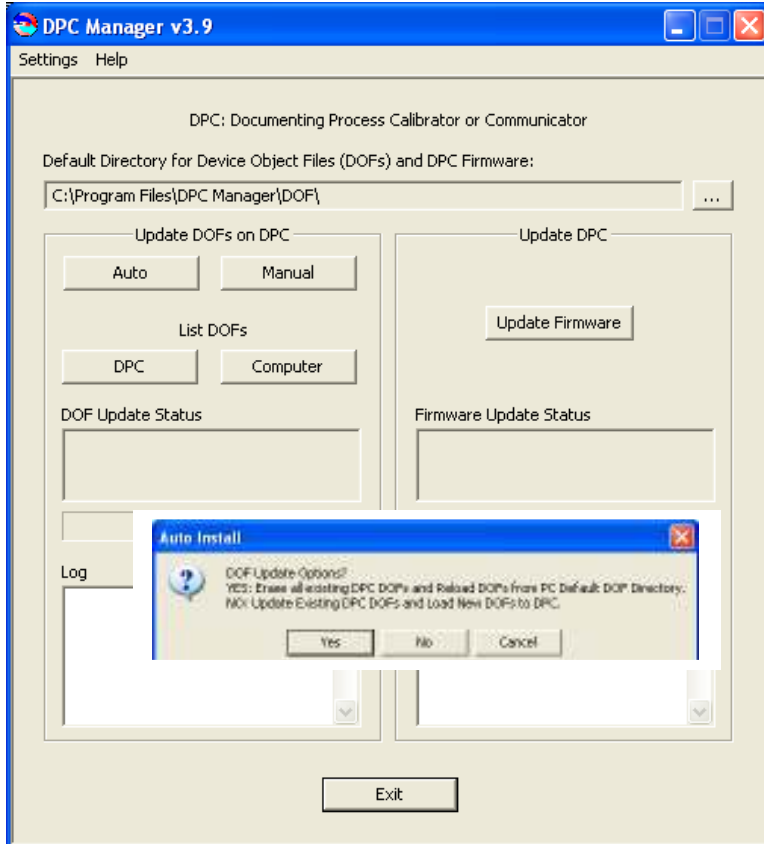 DPC Manager v3.9
Settings Help
DPC: Documenting Process Calibrator or Communicator
Default Directory for Device Object Files (DOFs) and DPC Firmware:
C:\Program Files\DPC Manager\DOF\
...
Update DOFs on DPC
Auto Manual
List DOFs
DPC Computer
DOF Update Status
Update DPC
Update Firmware
Firmware Update Status
Log
Auto Install
DOF Update Options?
YES: Erase all existing DPC DOFs and Reload DOFs from PC Default DOF Directory.
NO: Update Existing DPC DOFs and Load New DOFs to DPC.
Yes No Cancel
Exit